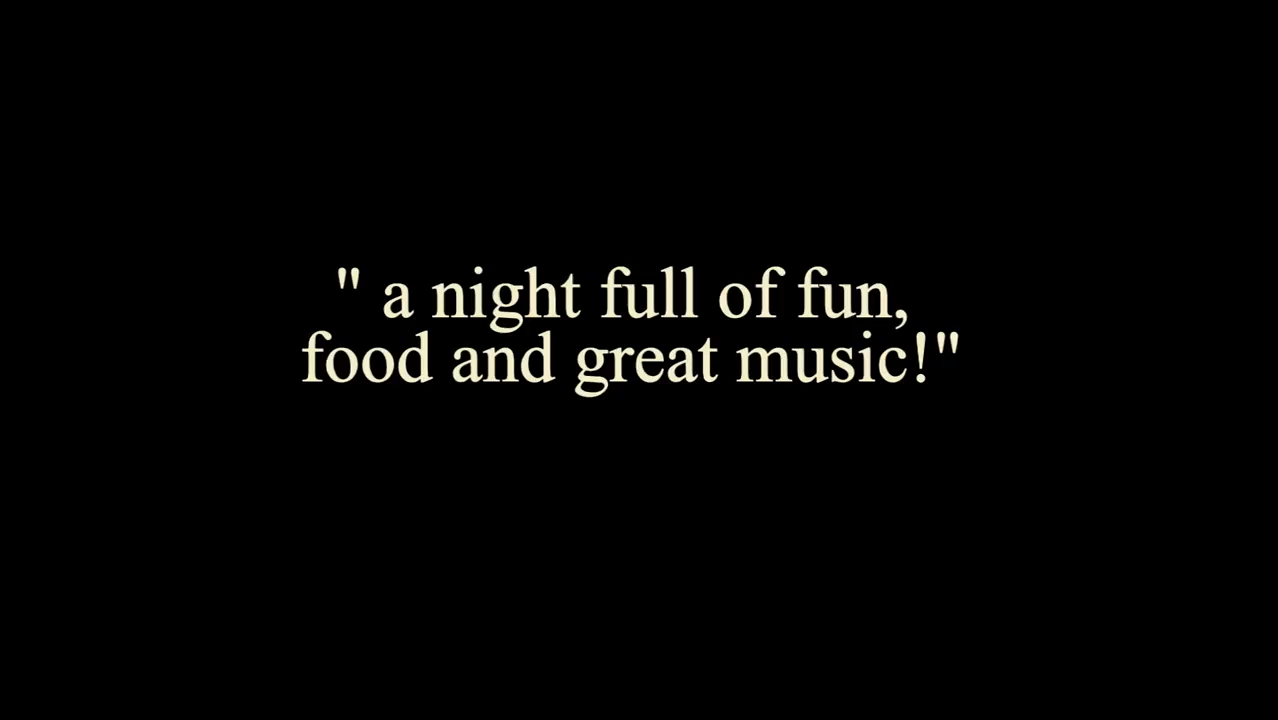 " a night full of fun,
food and great music!"